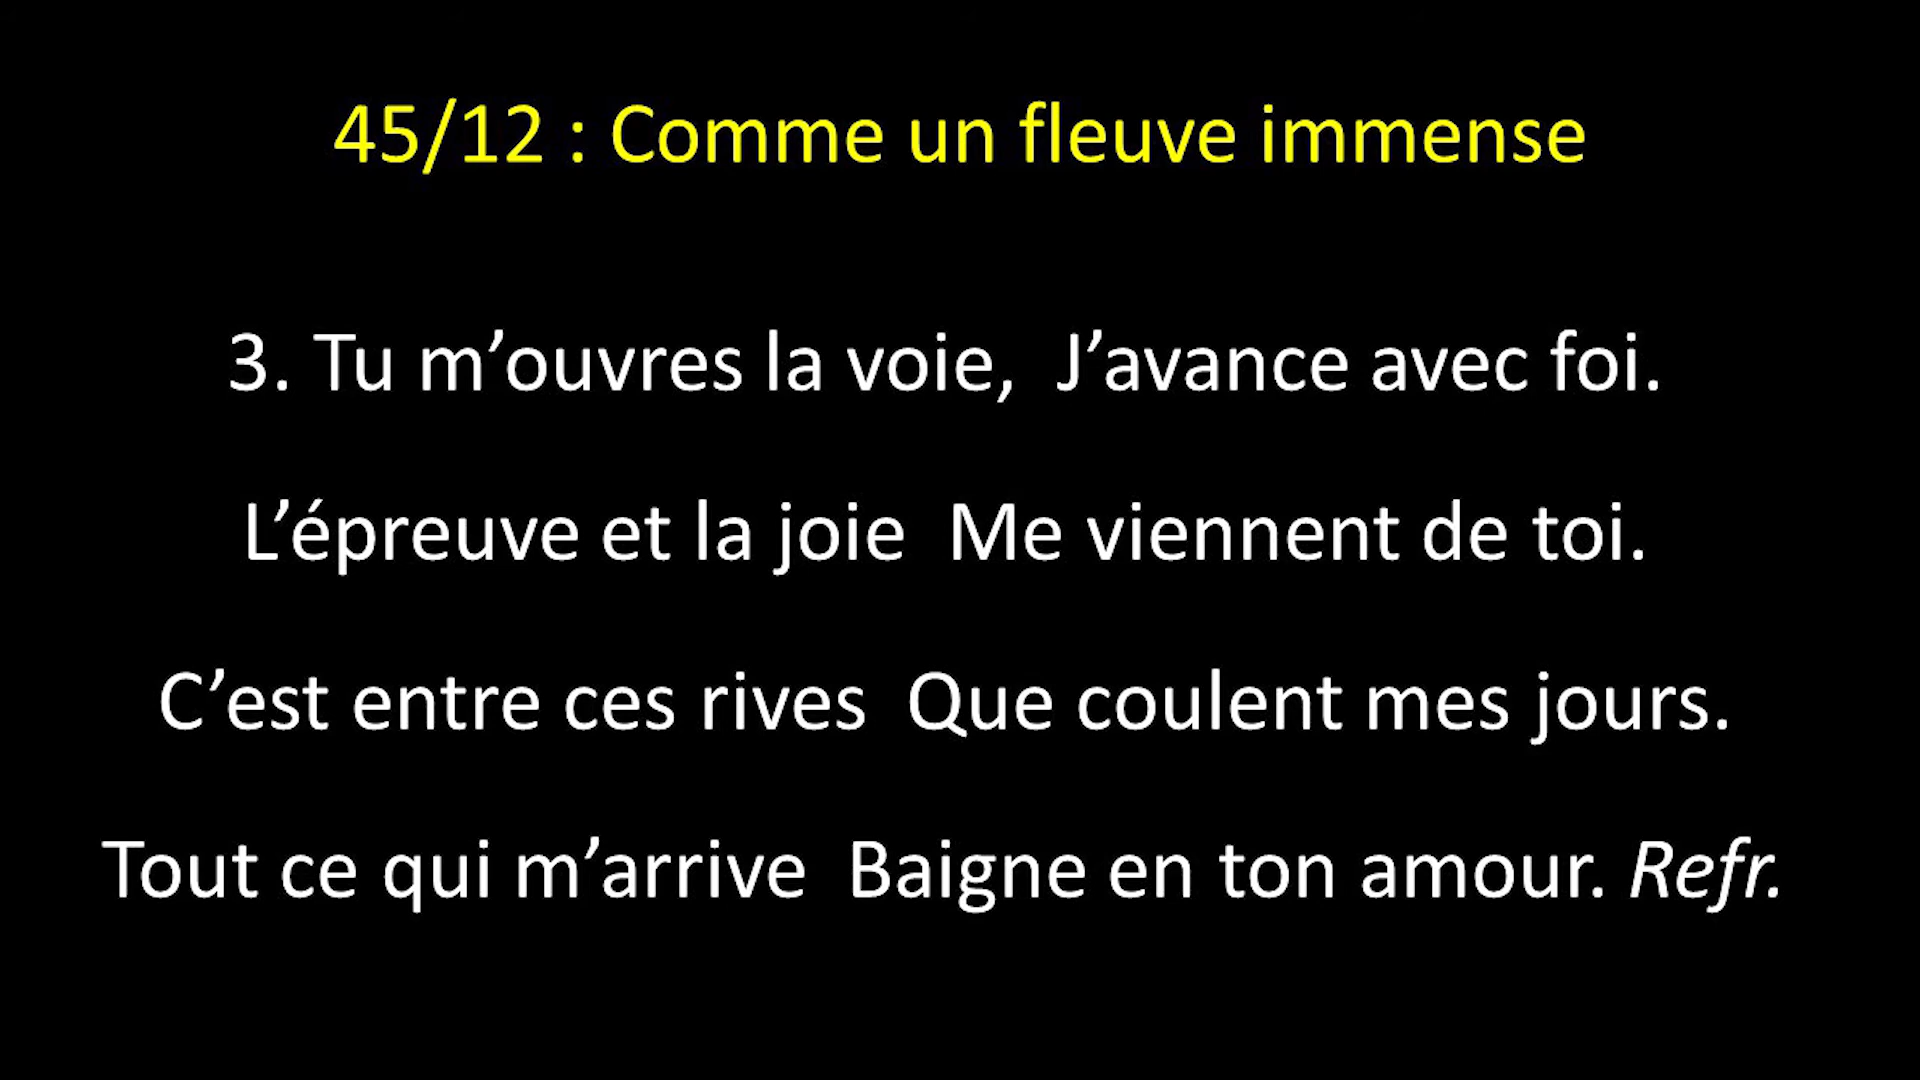 45/12 : Comme un fleuve immense
3. Tu m’ouvres la voie,  J’avance avec foi.
L’épreuve et la joie  Me viennent de toi.
C’est entre ces rives  Que coulent mes jours.
Tout ce qui m’arrive  Baigne en ton amour. Refr.